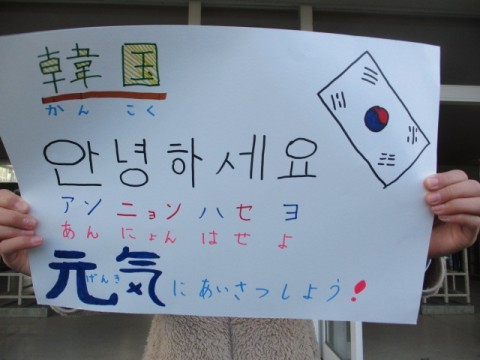 韓国
かんこく
안녕하세요
アンニョンハセヨ
あんにょんはせよ
元気にあいさつしよう!
げんき